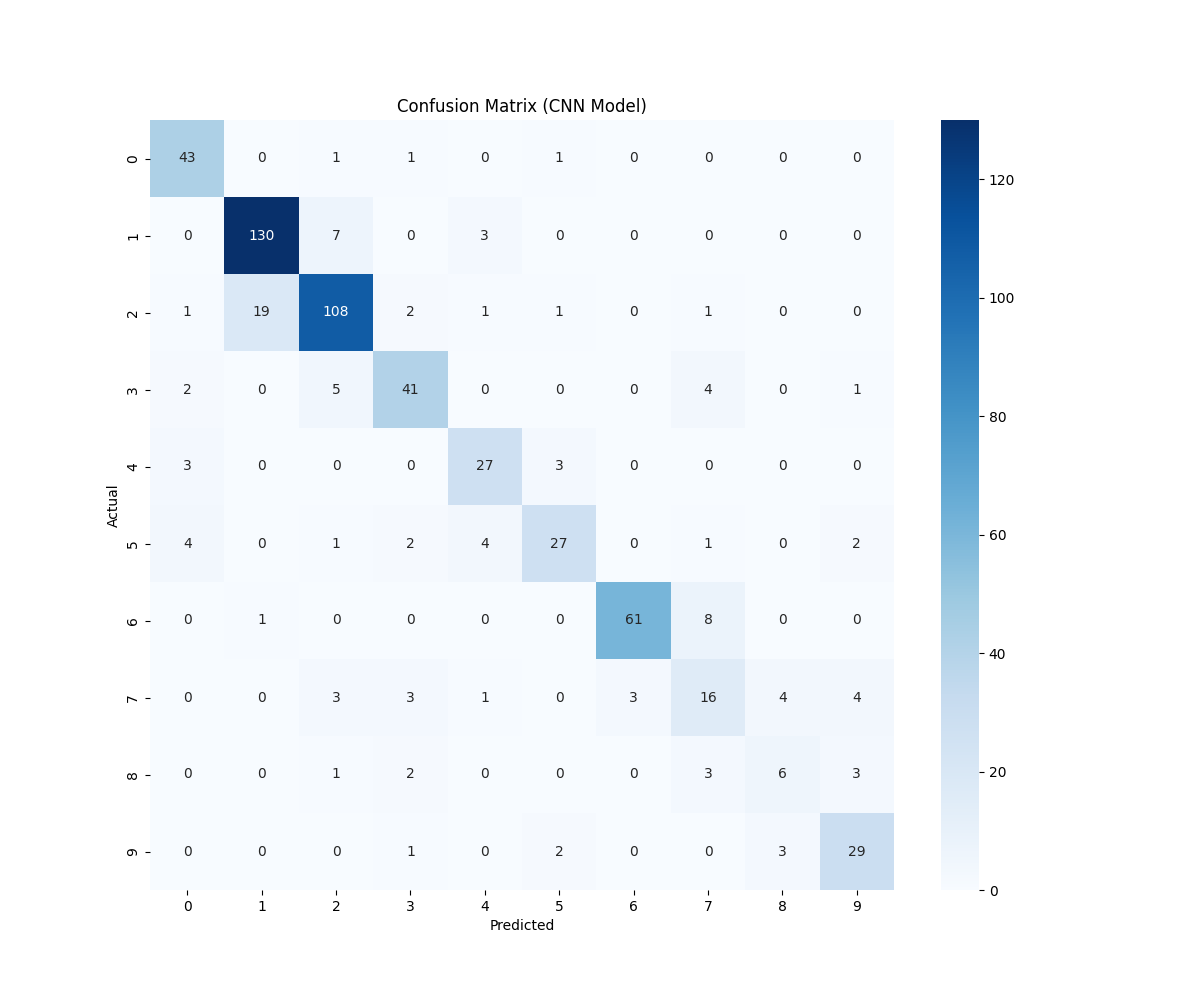 Confusion Matrix (CNN Model)
0 43 0 1 1 0 1 0 0 0 0
1 0 130 7 0 3 0 0 0 0 0
2 1 19 108 2 1 1 0 1 0 0
3 2 0 5 41 0 0 0 4 0 1
4 3 0 0 0 27 3 0 0 0 0
5 4 0 1 2 4 27 0 1 0 2
6 0 1 0 0 0 0 61 8 0 0
7 0 0 3 3 1 0 3 16 4 4
8 0 0 1 2 0 0 0 3 6 3
9 0 0 0 1 0 2 0 0 3 29
0 1 2 3 4 5 6 7 8 9
Predicted
Actual
120
100
80
60
40
20
0